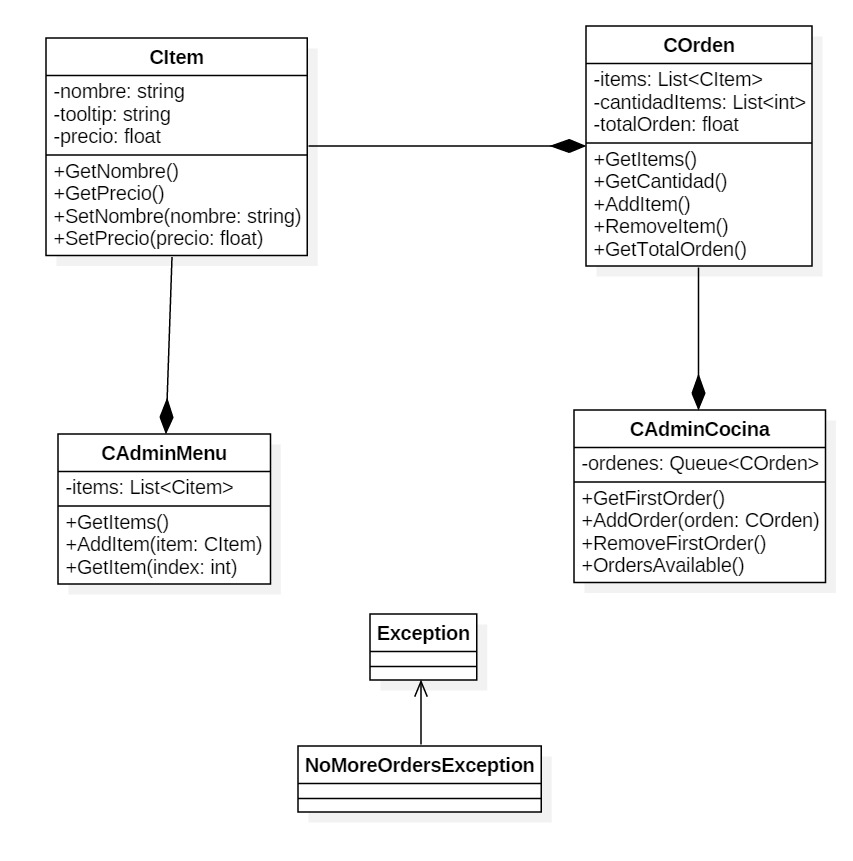 CItem
-nombre: string
-tooltip: string
-precio: float
+GetNombre()
+GetPrecio()
+SetNombre(nombre: string)
+SetPrecio(precio: float)
COrden
-items: List<CItem>
-cantidadItems: List<int>
-totalOrden: float
+GetItems()
+GetCantidad()
+AddItem()
+RemoveItem()
+GetTotalOrden()
CAdminMenu
-items: List<Citem>
+GetItems()
+AddItem(item: CItem)
+GetItem(index: int)
CAdminCocina
-ordenes: Queue<COrden>
+GetFirstOrder()
+AddOrder(orden: COrden)
+RemoveFirstOrder()
+OrdersAvailable()
Exception
NoMoreOrdersException